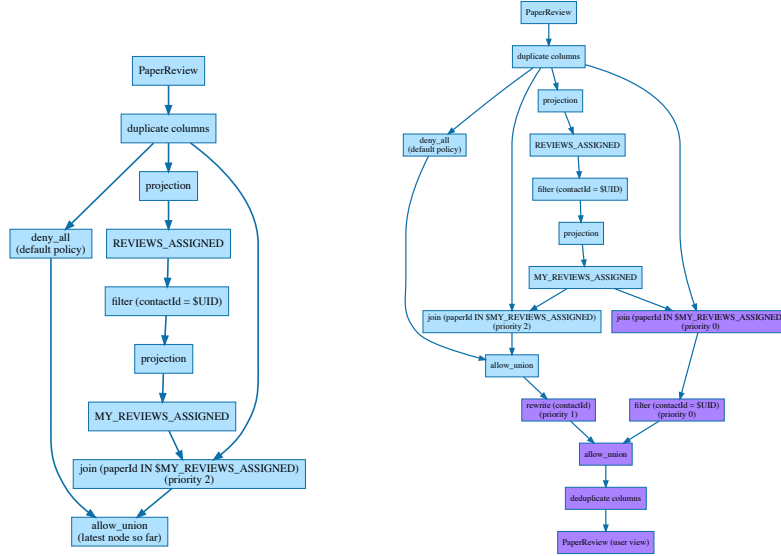 PaperReview
duplicate columns
projection
deny_all
(default policy)
REVIEWS_ASSIGNED
filter (contactId = $UID)
projection
MY_REVIEWS_ASSIGNED
join (paperId IN $MY_REVIEWS_ASSIGNED)
(priority 2)
allow_union
(latest node so far)
PaperReview
duplicate columns
projection
deny_all
(default policy)
REVIEWS_ASSIGNED
filter (contactId = $UID)
projection
MY_REVIEWS_ASSIGNED
join (paperId IN $MY_REVIEWS_ASSIGNED)
(priority 2)
join (paperId IN $MY_REVIEWS_ASSIGNED
(priority 0)
allow_union
rewrite (contactId)
(priority 1)
filter (contactId = $UID)
(priority 0)
allow_union
deduplicate columns
PaperReview (user view)